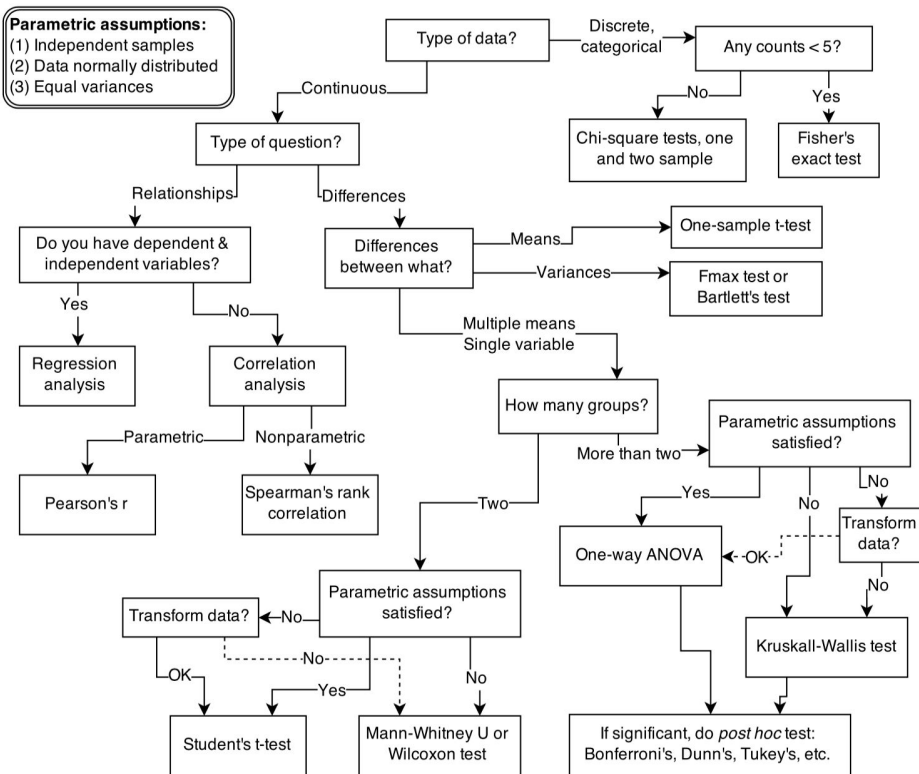 Parametric assumptions:
(1) Independent samples
(2) Data normally distributed
(3) Equal variances
Type of data?
Discrete,
categorical
Any counts < 5?
Continuous
No
Yes
Type of question?
Chi-square tests, one
and two sample
Fisher's
exact test
Relationships
Differences
Do you have dependent &
independent variables?
Differences
between what?
Means
One-sample t-test
Variances
Fmax test or
Bartlett's test
Yes
No
Multiple means
Single variable
Regression
analysis
Correlation
analysis
How many groups?
Parametric assumptions
satisfied?
Parametric
Nonparametric
More than two
Pearson's r
Spearman's rank
correlation
Two
Yes
No
No
Transform
data?
One-way ANOVA
OK
No
Parametric assumptions
satisfied?
Transform data?
No
Kruskall-Wallis test
No
OK
Yes
No
Student's t-test
Mann-Whitney U or
Wilcoxon test
If significant, do post hoc test:
Bonferroni's, Dunn's, Tukey's, etc.